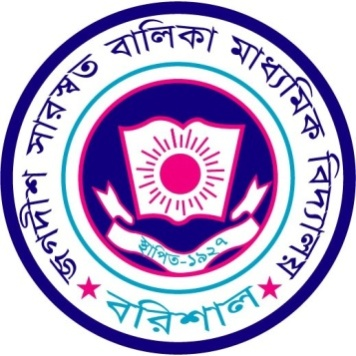 জগদীশ সারস্বত বালিকা মাধ্যমিক বিদ্যালয়
স্থাপিত-১৯২৭
বরিশাল